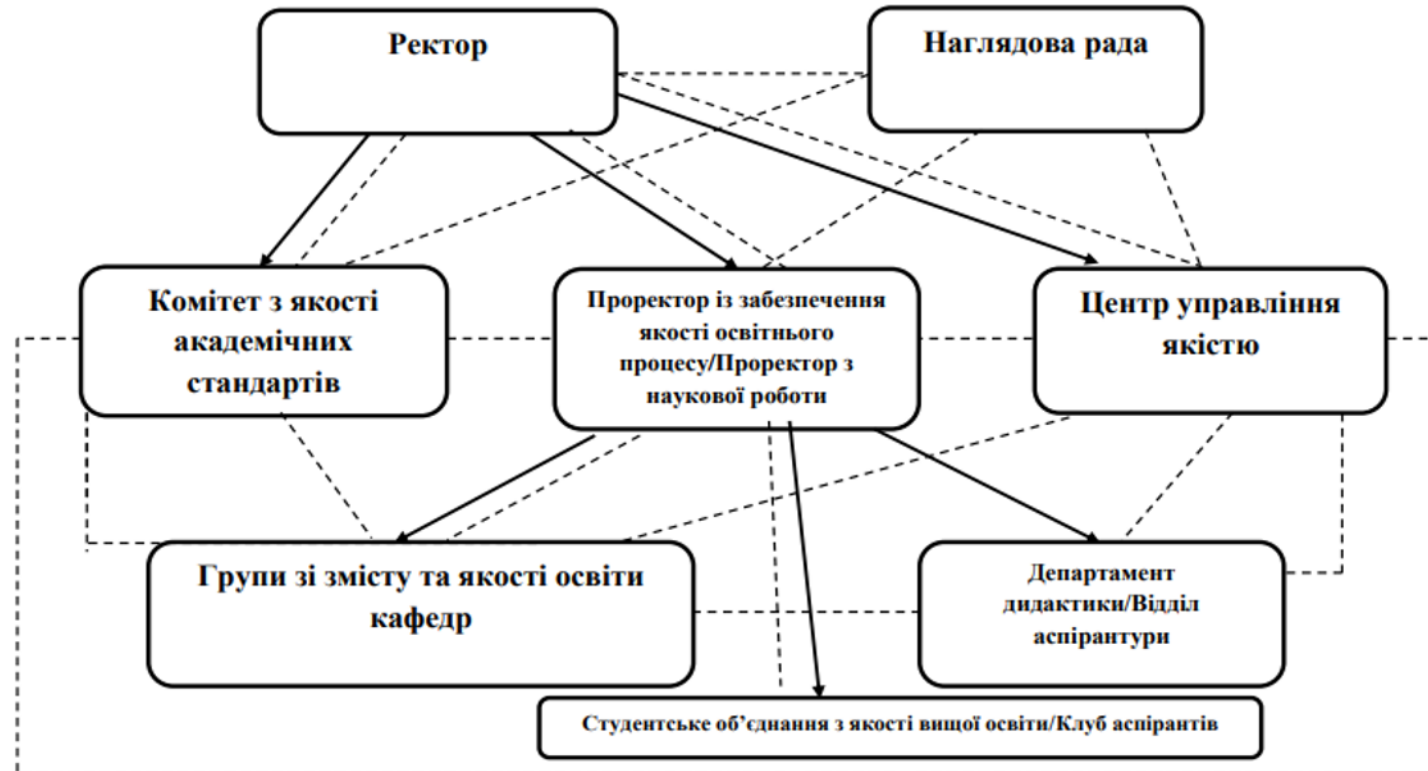 Ректор
Наглядова рада
Комітет з якості
академічних
стандартів
Проректор із забезпечення
якості освітнього
процесу/Проректор з
наукової роботи
Центр управління
якістю
Групи зі змісту та якості освіти
кафедр
Департамент
дидактики/Відділ
аспірантури
Студентське об’єднання з якості вищої освіти/Клуб аспірантів